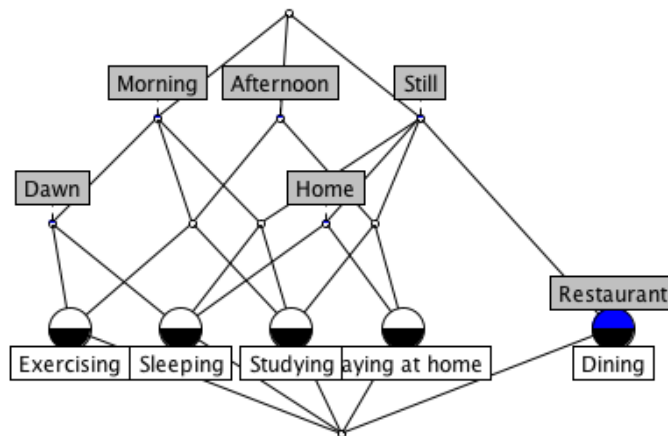 Morning
Afternoon
Still
Dawn
Home
Restaurant
Exercising
Sleeping
Studying
aying at home
Dining